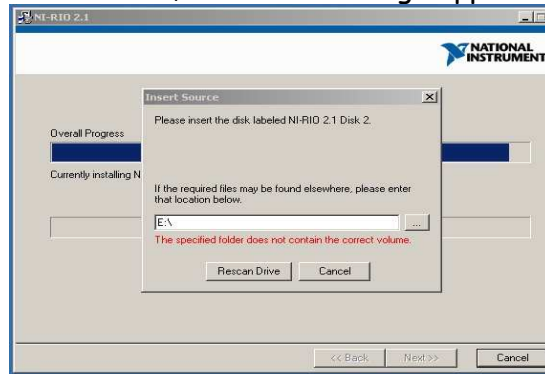 NI-RIO 2.1
NATIONAL
INSTRUMENT
Insert Source
Please insert the disk labeled NI-RIO 2.1 Disk 2.
Overall Progress
Currently installing N
If the required files may be found elsewhere, please enter
that location below.
E:\
...
The specified folder does not contain the correct volume.
Rescan Drive
Cancel
<< Back
Next >>
Cancel